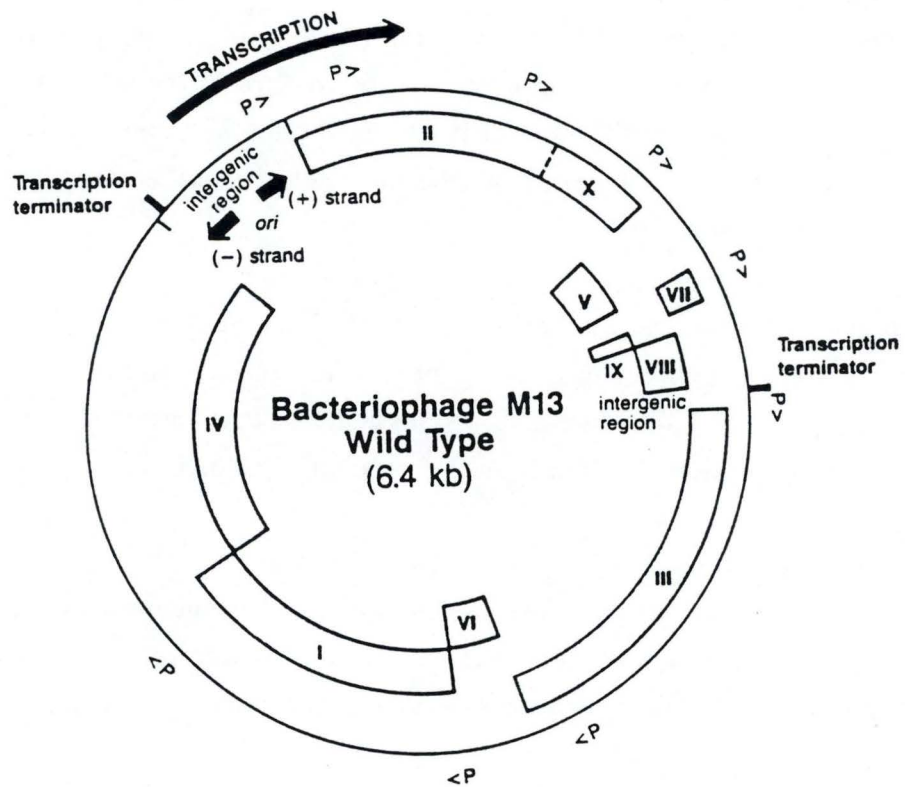 TRANSCRIPTION
P>
P>
P>
P>
P>
P>
Transcription
terminator
intergenic
region
(+) strand
ori
(−) strand
II
X
V
VII
IX
VIII
intergenic
region
Transcription
terminator
IV
Bacteriophage M13
Wild Type
(6.4 kb)
III
VI
I
<P
<P
<P